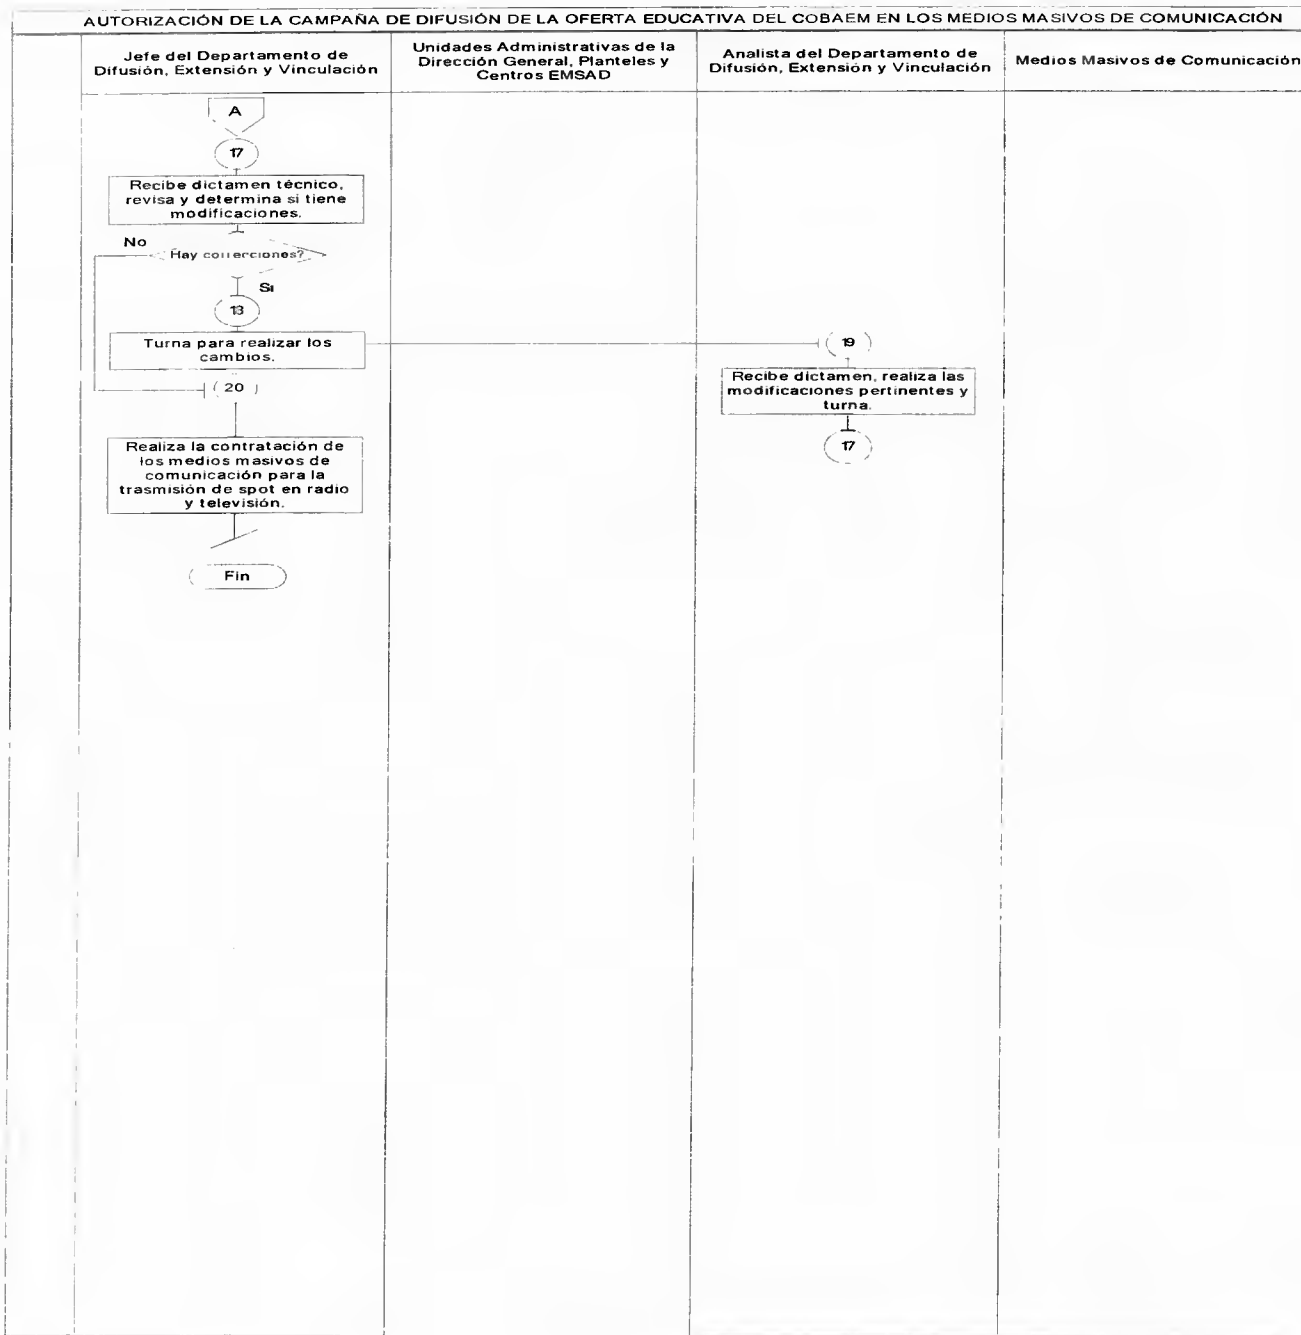 AUTORIZACIÓN DE LA CAMPAÑA DE DIFUSIÓN DE LA OFERTA EDUCATIVA DEL COBAEM EN LOS MEDIOS MASIVOS DE COMUNICACIÓN
Jefe del Departamento de
Difusión, Extensión y Vinculación
Unidades Administrativas de la
Dirección General, Planteles y
Centros EMSAD
Analista del Departamento de
Difusión, Extensión y Vinculación
Medios Masivos de Comunicación
A
17
Recibe dictamen técnico,
revisa y determina si tiene
modificaciones.
No
Hay correcciones?
Si
18
Turna para realizar los
cambios.
19
Recibe dictamen, realiza las
modificaciones pertinentes y
turna.
17
20
Realiza la contratación de
los medios masivos de
comunicación para la
trasmisión de spot en radio
y televisión.
Fin